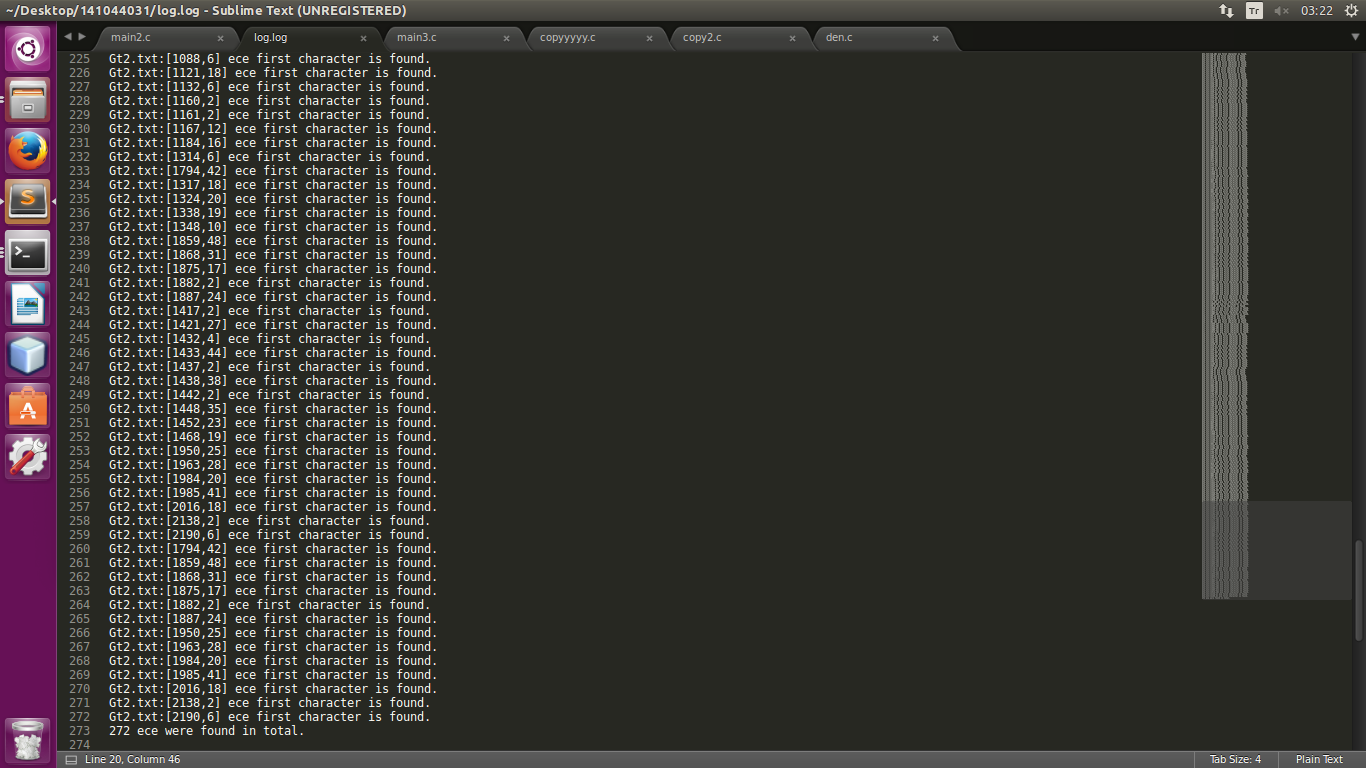 ~/Desktop/141044031/log.log - Sublime Text (UNREGISTERED)
Tr
03:22
main2.c
log.log
main3.c
copyyyyy.c
copy2.c
den.c
225 Gt2.txt:[1088,6] ece first character is found.
226 Gt2.txt:[1121,18] ece first character is found.
227 Gt2.txt:[1132,6] ece first character is found.
228 Gt2.txt:[1160,2] ece first character is found.
229 Gt2.txt:[1161,2] ece first character is found.
230 Gt2.txt:[1167,12] ece first character is found.
231 Gt2.txt:[1184,16] ece first character is found.
232 Gt2.txt:[1314,6] ece first character is found.
233 Gt2.txt:[1794,42] ece first character is found.
234 Gt2.txt:[1317,18] ece first character is found.
235 Gt2.txt:[1324,20] ece first character is found.
236 Gt2.txt:[1338,19] ece first character is found.
237 Gt2.txt:[1348,10] ece first character is found.
238 Gt2.txt:[1859,48] ece first character is found.
239 Gt2.txt:[1868,31] ece first character is found.
240 Gt2.txt:[1875,17] ece first character is found.
241 Gt2.txt:[1882,2] ece first character is found.
242 Gt2.txt:[1887,24] ece first character is found.
243 Gt2.txt:[1417,2] ece first character is found.
244 Gt2.txt:[1421,27] ece first character is found.
245 Gt2.txt:[1432,4] ece first character is found.
246 Gt2.txt:[1433,44] ece first character is found.
247 Gt2.txt:[1437,2] ece first character is found.
248 Gt2.txt:[1438,38] ece first character is found.
249 Gt2.txt:[1442,2] ece first character is found.
250 Gt2.txt:[1448,35] ece first character is found.
251 Gt2.txt:[1452,23] ece first character is found.
252 Gt2.txt:[1468,19] ece first character is found.
253 Gt2.txt:[1950,25] ece first character is found.
254 Gt2.txt:[1963,28] ece first character is found.
255 Gt2.txt:[1984,20] ece first character is found.
256 Gt2.txt:[1985,41] ece first character is found.
257 Gt2.txt:[2016,18] ece first character is found.
258 Gt2.txt:[2138,2] ece first character is found.
259 Gt2.txt:[2190,6] ece first character is found.
260 Gt2.txt:[1794,42] ece first character is found.
261 Gt2.txt:[1859,48] ece first character is found.
262 Gt2.txt:[1868,31] ece first character is found.
263 Gt2.txt:[1875,17] ece first character is found.
264 Gt2.txt:[1882,2] ece first character is found.
265 Gt2.txt:[1887,24] ece first character is found.
266 Gt2.txt:[1950,25] ece first character is found.
267 Gt2.txt:[1963,28] ece first character is found.
268 Gt2.txt:[1984,20] ece first character is found.
269 Gt2.txt:[1985,41] ece first character is found.
270 Gt2.txt:[2016,18] ece first character is found.
271 Gt2.txt:[2138,2] ece first character is found.
272 Gt2.txt:[2190,6] ece first character is found.
273 272 ece were found in total.
274
Line 20, Column 46
Tab Size: 4
Plain Text